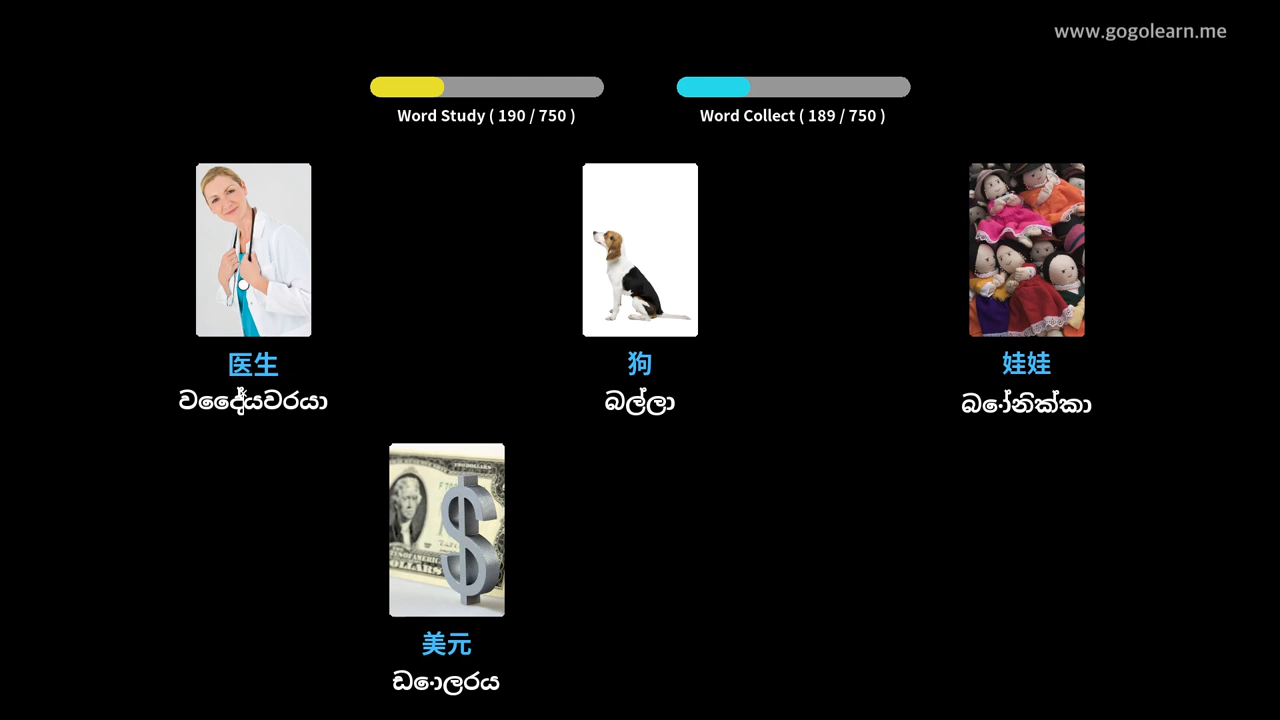 www.gogolearn.me
Word Study ( 190 / 750 )
Word Collect ( 189 / 750 )
医生
වෛද්‍යවරයා
狗
බල්ලා
娃娃
බෝනික්කා
美元
ඩොලරය